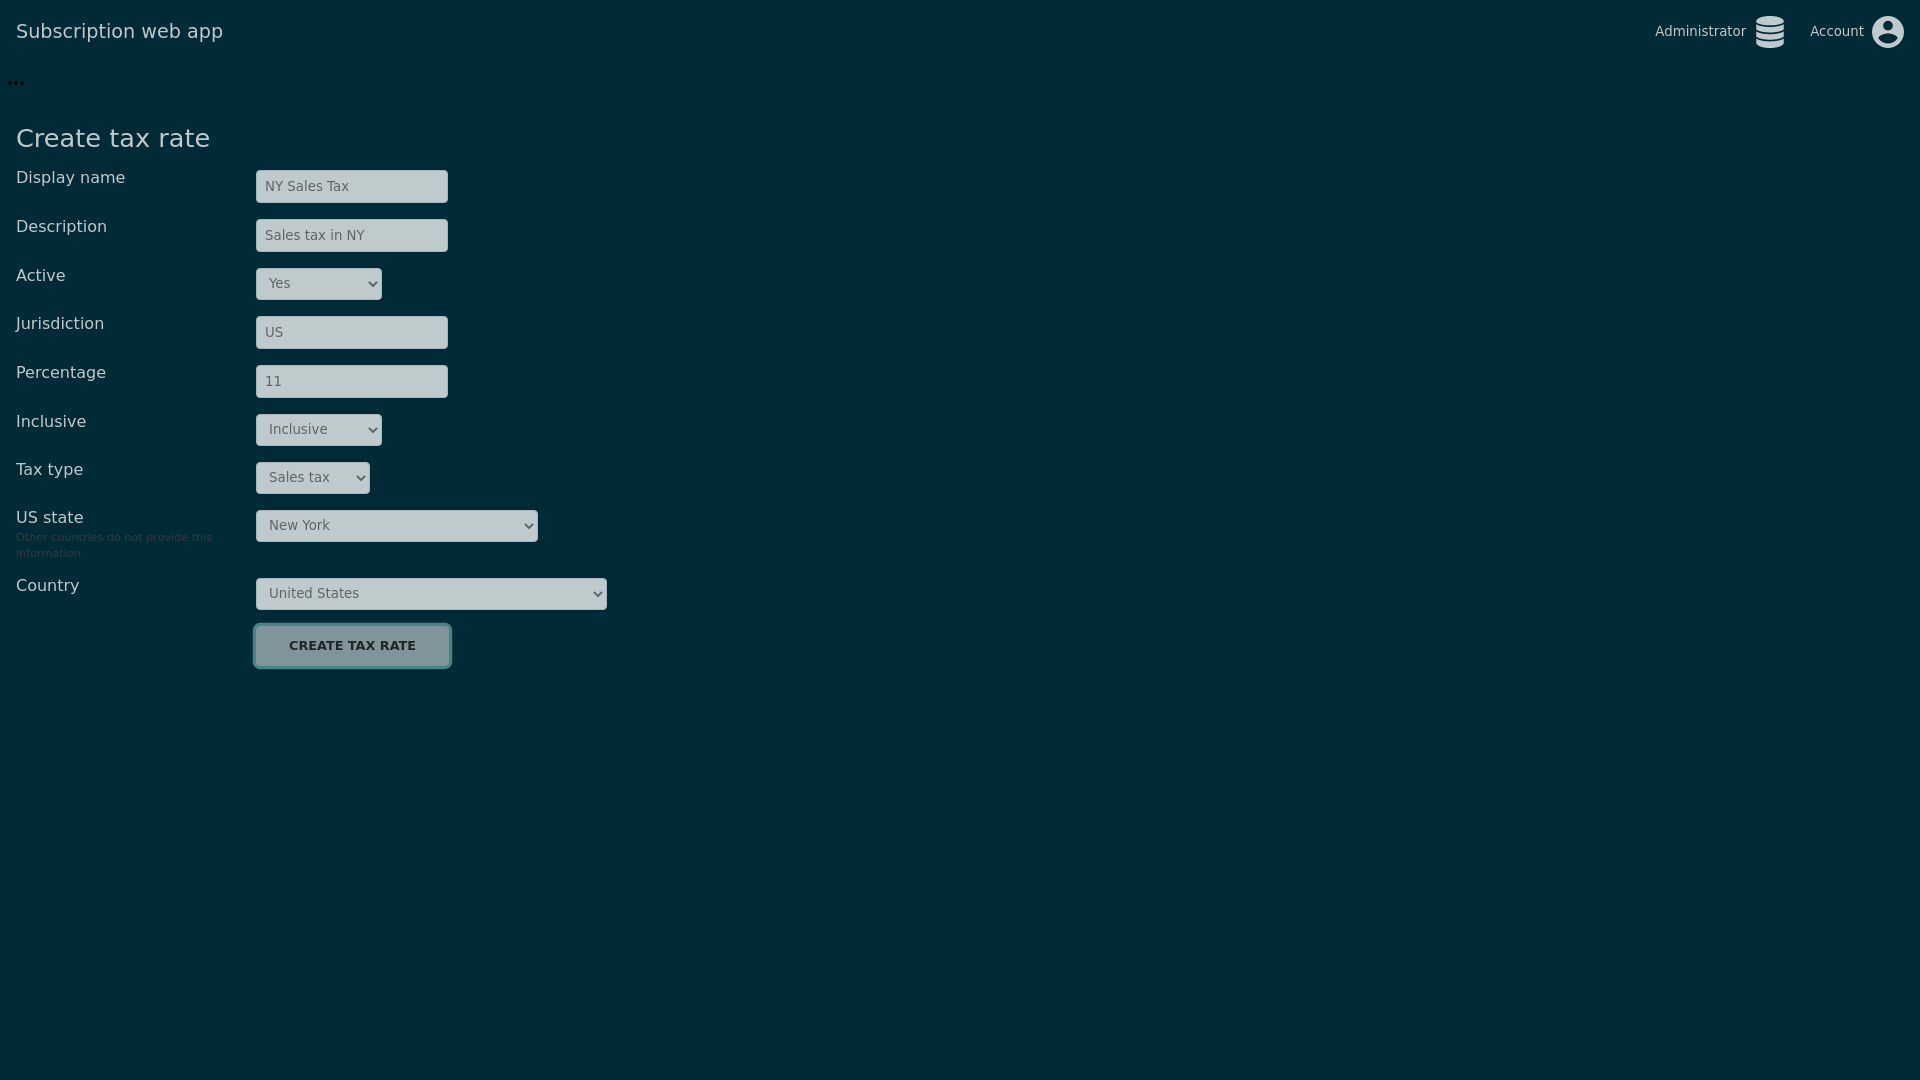 Subscription web app
Administrator
Account
...
Create tax rate
Display name
NY Sales Tax
Description
Sales tax in NY
Active
Yes
Jurisdiction
US
Percentage
11
Inclusive
Inclusive
Tax type
Sales tax
US state
New York
Other countries do not provide this
information.
Country
United States
CREATE TAX RATE